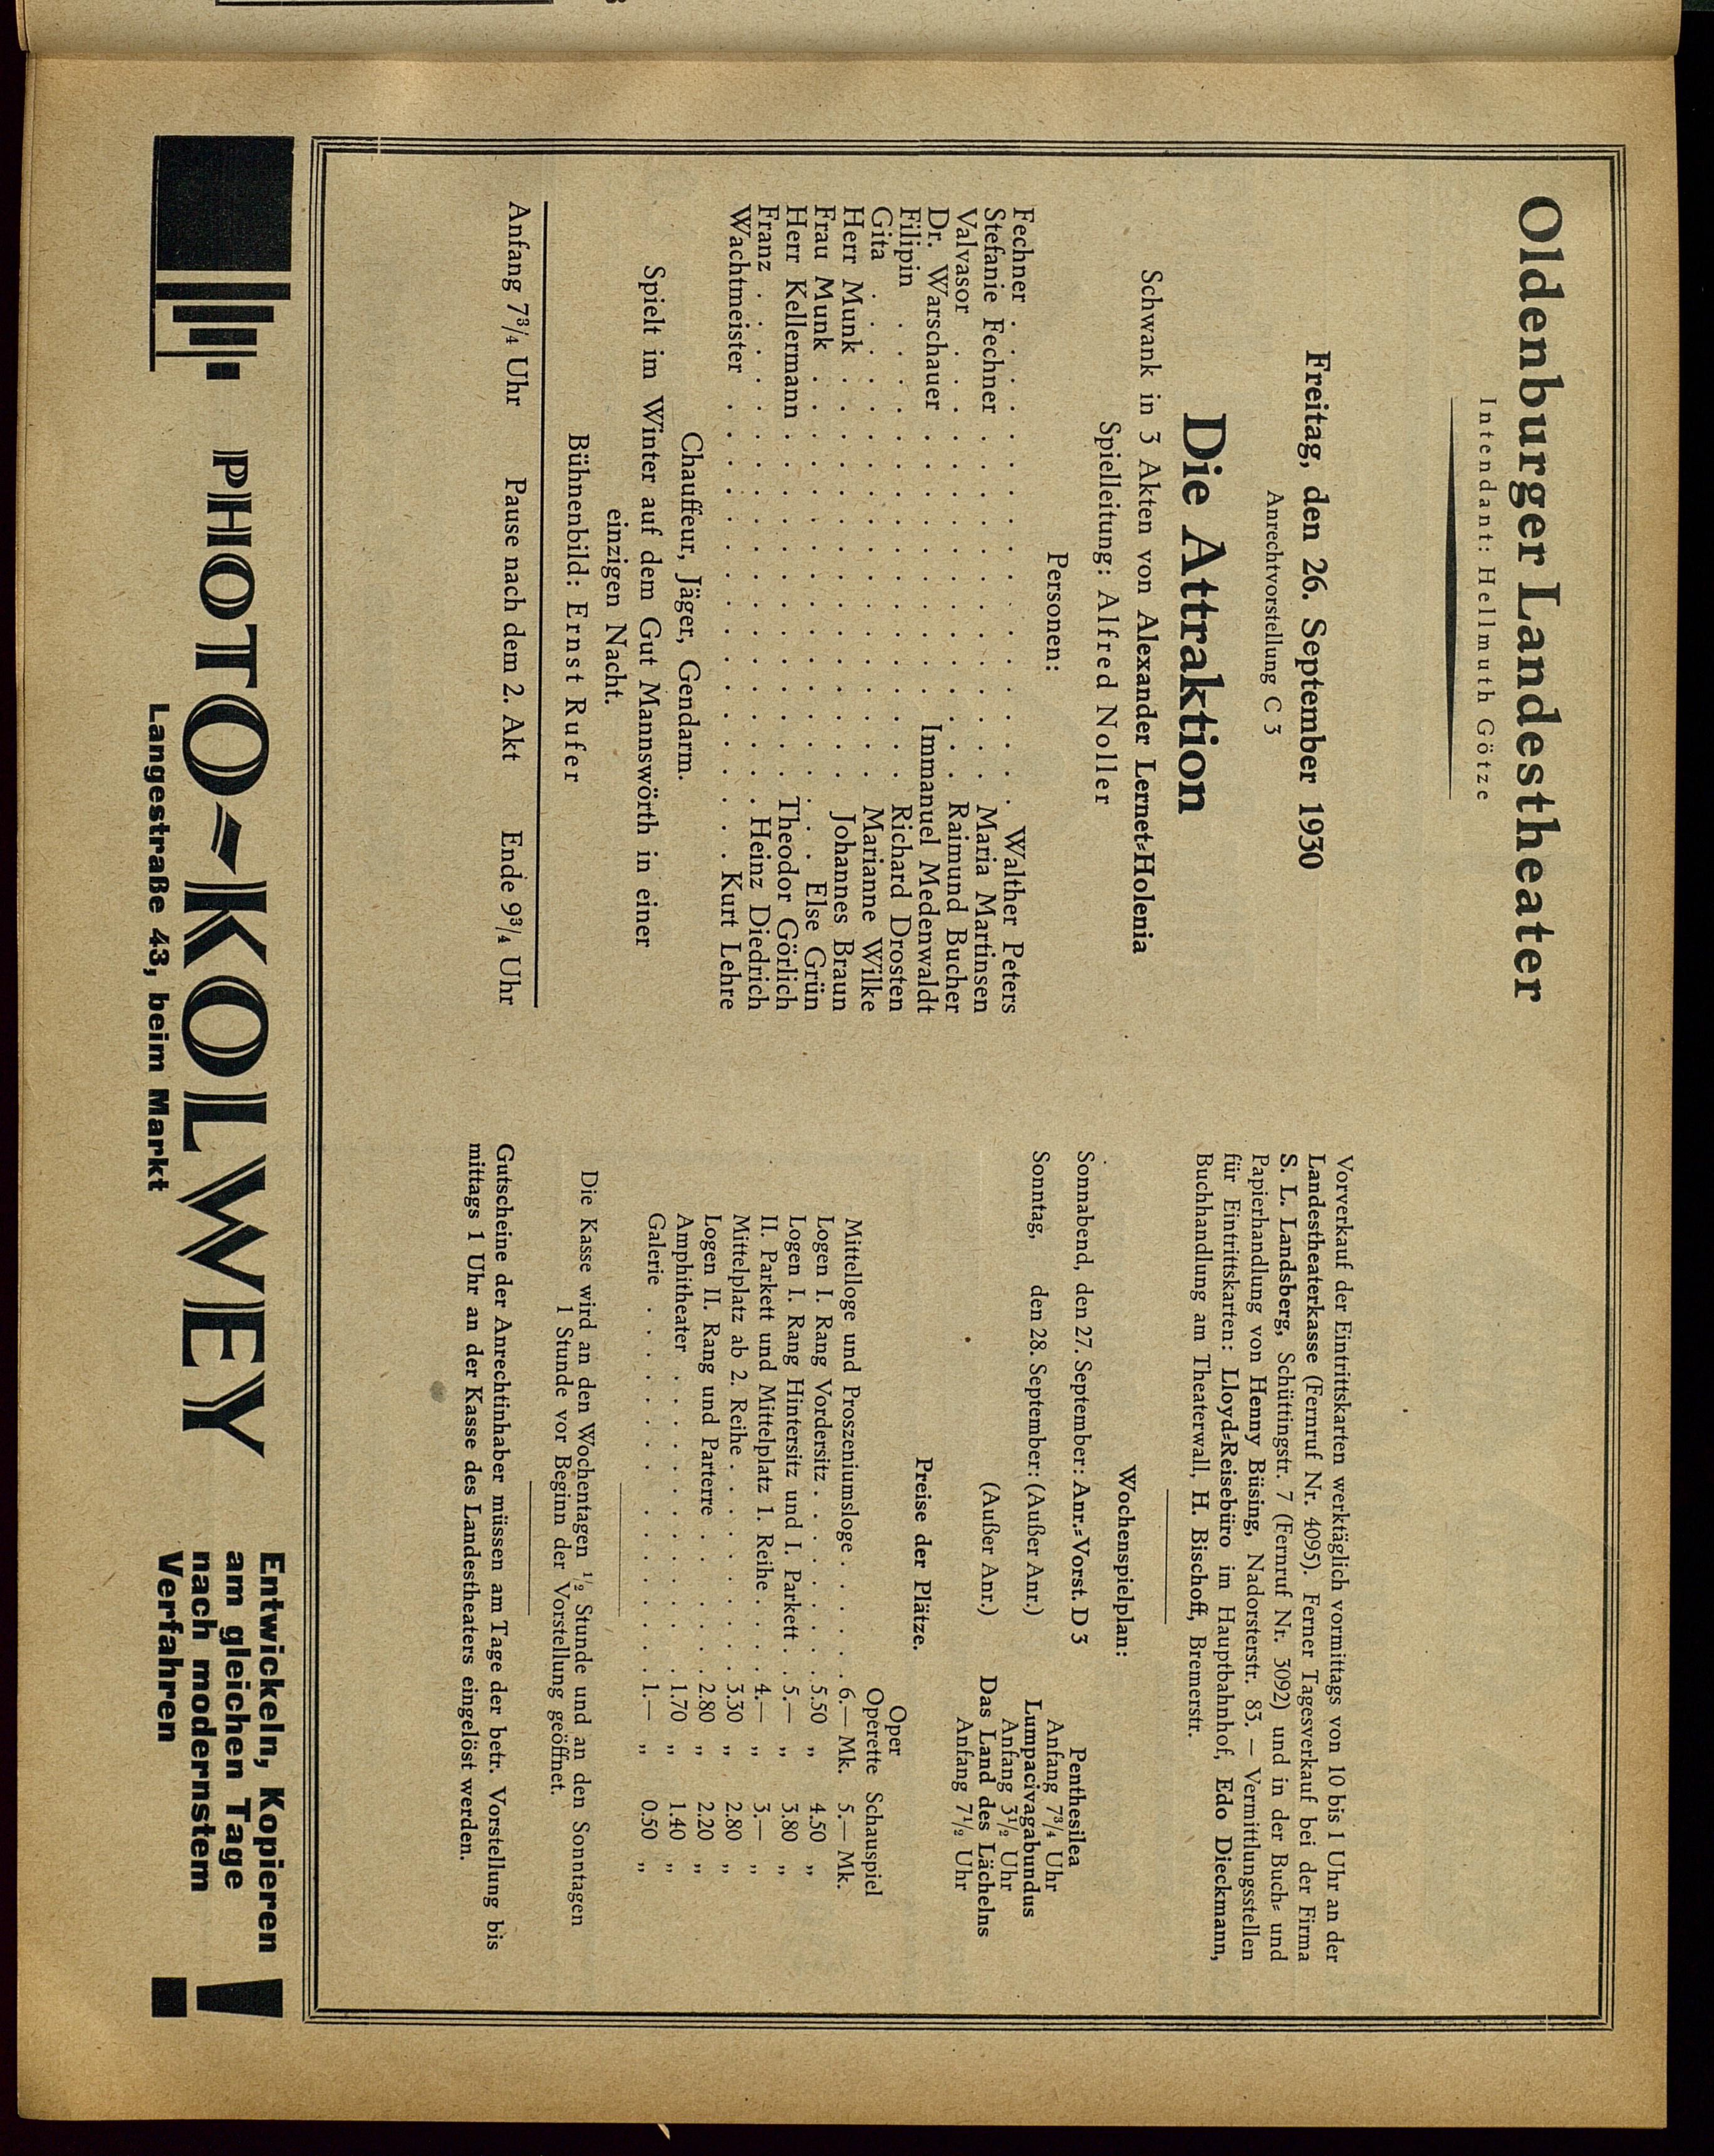 Oldenburger Landestheater
Intendant: Hellmuth Götze
Freitag, den 26. September 1930
Anrechtvorstellung C 3
Die Attraktion
Schwank in 3 Akten von Alexander Lernet-Holenia
Spielleitung: Alfred Noller
Personen:
Fechner . . . . . . . . . . . . . . . . Walther Peters
Stefanie Fechner . . . . . . . . . . . . Maria Martinsen
Valvasor . . . . . . . . . . . . . . . Raimund Bucher
Dr. Warschauer . . . . . . . . . . Immanuel Medenwaldt
Filipin . . . . . . . . . . . . . . . Richard Drosten
Gita . . . . . . . . . . . . . . . . Marianne Wilke
Herr Munk . . . . . . . . . . . . . . Johannes Braun
Frau Munk . . . . . . . . . . . . . . . . Else Grün
Herr Kellermann . . . . . . . . . . . . Theodor Görlich
Franz . . . . . . . . . . . . . . . . Heinz Diedrich
Wachtmeister . . . . . . . . . . . . . . . Kurt Lehre
Chauffeur, Jäger, Gendarm.
Spielt im Winter auf dem Gut Mannswörth in einer
einzigen Nacht.
Bühnenbild: Ernst Rufer
Anfang 7¾ Uhr Pause nach dem 2. Akt Ende 9¾ Uhr
Vorverkauf der Eintrittskarten werktäglich vormittags von 10 bis 1 Uhr an der
Landestheaterkasse (Fernruf Nr. 4095). Ferner Tagesverkauf bei der Firma
S. L. Landsberg, Schüttingstr. 7 (Fernruf Nr. 3092) und in der Buch- und
Papierhandlung von Henny Büsing, Nadorsterstr. 83. — Vermittlungsstellen
für Eintrittskarten: Lloyd-Reisebüro im Hauptbahnhof, Edo Dieckmann,
Buchhandlung am Theaterwall, H. Bischoff, Bremerstr.
Wochenspielplan:
Sonnabend, den 27. September: Anr.-Vorst. D 3 Penthesilea
Anfang 7¾ Uhr
Sonntag, den 28. September: (Außer Anr.) Lumpacivagabundus
Anfang 3½ Uhr
(Außer Anr.) Das Land des Lächelns
Anfang 7½ Uhr
Preise der Plätze.
Oper
Operette Schauspiel
Mittelloge und Proszeniumsloge . . . . . 6.— Mk. 5.— Mk.
Logen I. Rang Vordersitz . . . . . . . . 5.50 „ 4.50 „
Logen I. Rang Hintersitz und I. Parkett . . 5.— „ 3.80 „
II. Parkett und Mittelplatz 1. Reihe . . . . 4.— „ 3.— „
Mittelplatz ab 2. Reihe . . . . . . . . . 3.30 „ 2.80 „
Logen II. Rang und Parterre . . . . . . 2.80 „ 2.20 „
Amphitheater . . . . . . . . . . . . 1.70 „ 1.40 „
Galerie . . . . . . . . . . . . . . 1.— „ 0.50 „
Die Kasse wird an den Wochentagen ½ Stunde und an den Sonntagen
1 Stunde vor Beginn der Vorstellung geöffnet.
Gutscheine der Anrechtinhaber müssen am Tage der betr. Vorstellung bis
mittags 1 Uhr an der Kasse des Landestheaters eingelöst werden.
PHOTO-KOLWEY
Langestraße 43, beim Markt
Entwickeln, Kopieren
am gleichen Tage
nach modernstem
Verfahren !